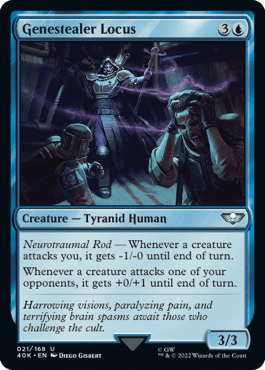 Genestealer Locus 3
Creature — Tyranid Human
Neurotraumal Rod — Whenever a creature
attacks you, it gets -1/-0 until end of turn.
Whenever a creature attacks one of your
opponents, it gets +0/+1 until end of turn.
Harrowing visions, paralyzing pain, and
terrifying brain spasms await those who
challenge the cult.
3/3
021/168 U
40K • EN Diego Gisbert
© GW
™ & © 2022 Wizards of the Coast